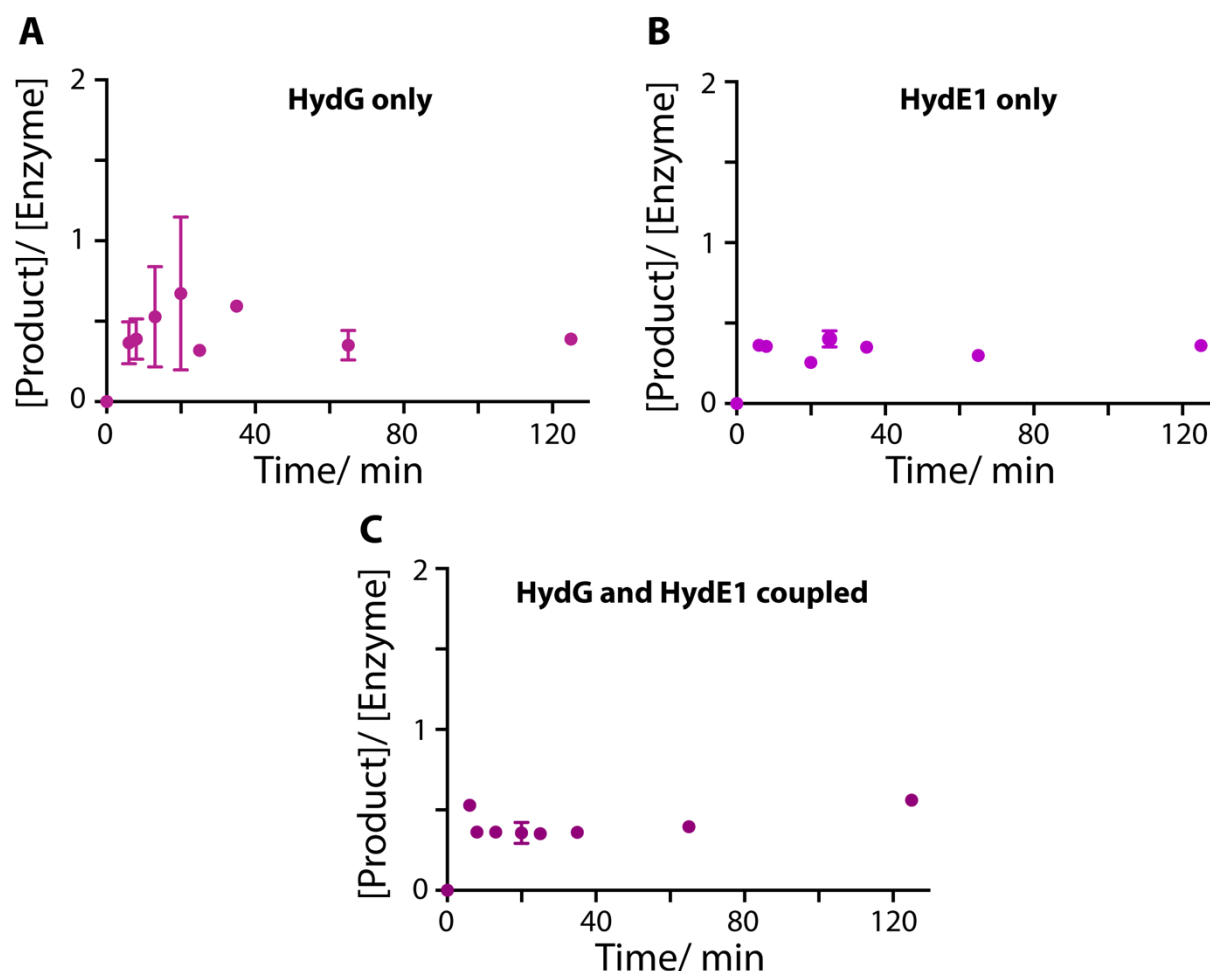 A
HydG only
[Product]/ [Enzyme]
2
1
0
0
40
80
120
Time/ min
B
HydE1 only
[Product]/ [Enzyme]
2
1
0
0
40
80
120
Time/ min
C
HydG and HydE1 coupled
[Product]/ [Enzyme]
2
1
0
0
40
80
120
Time/ min